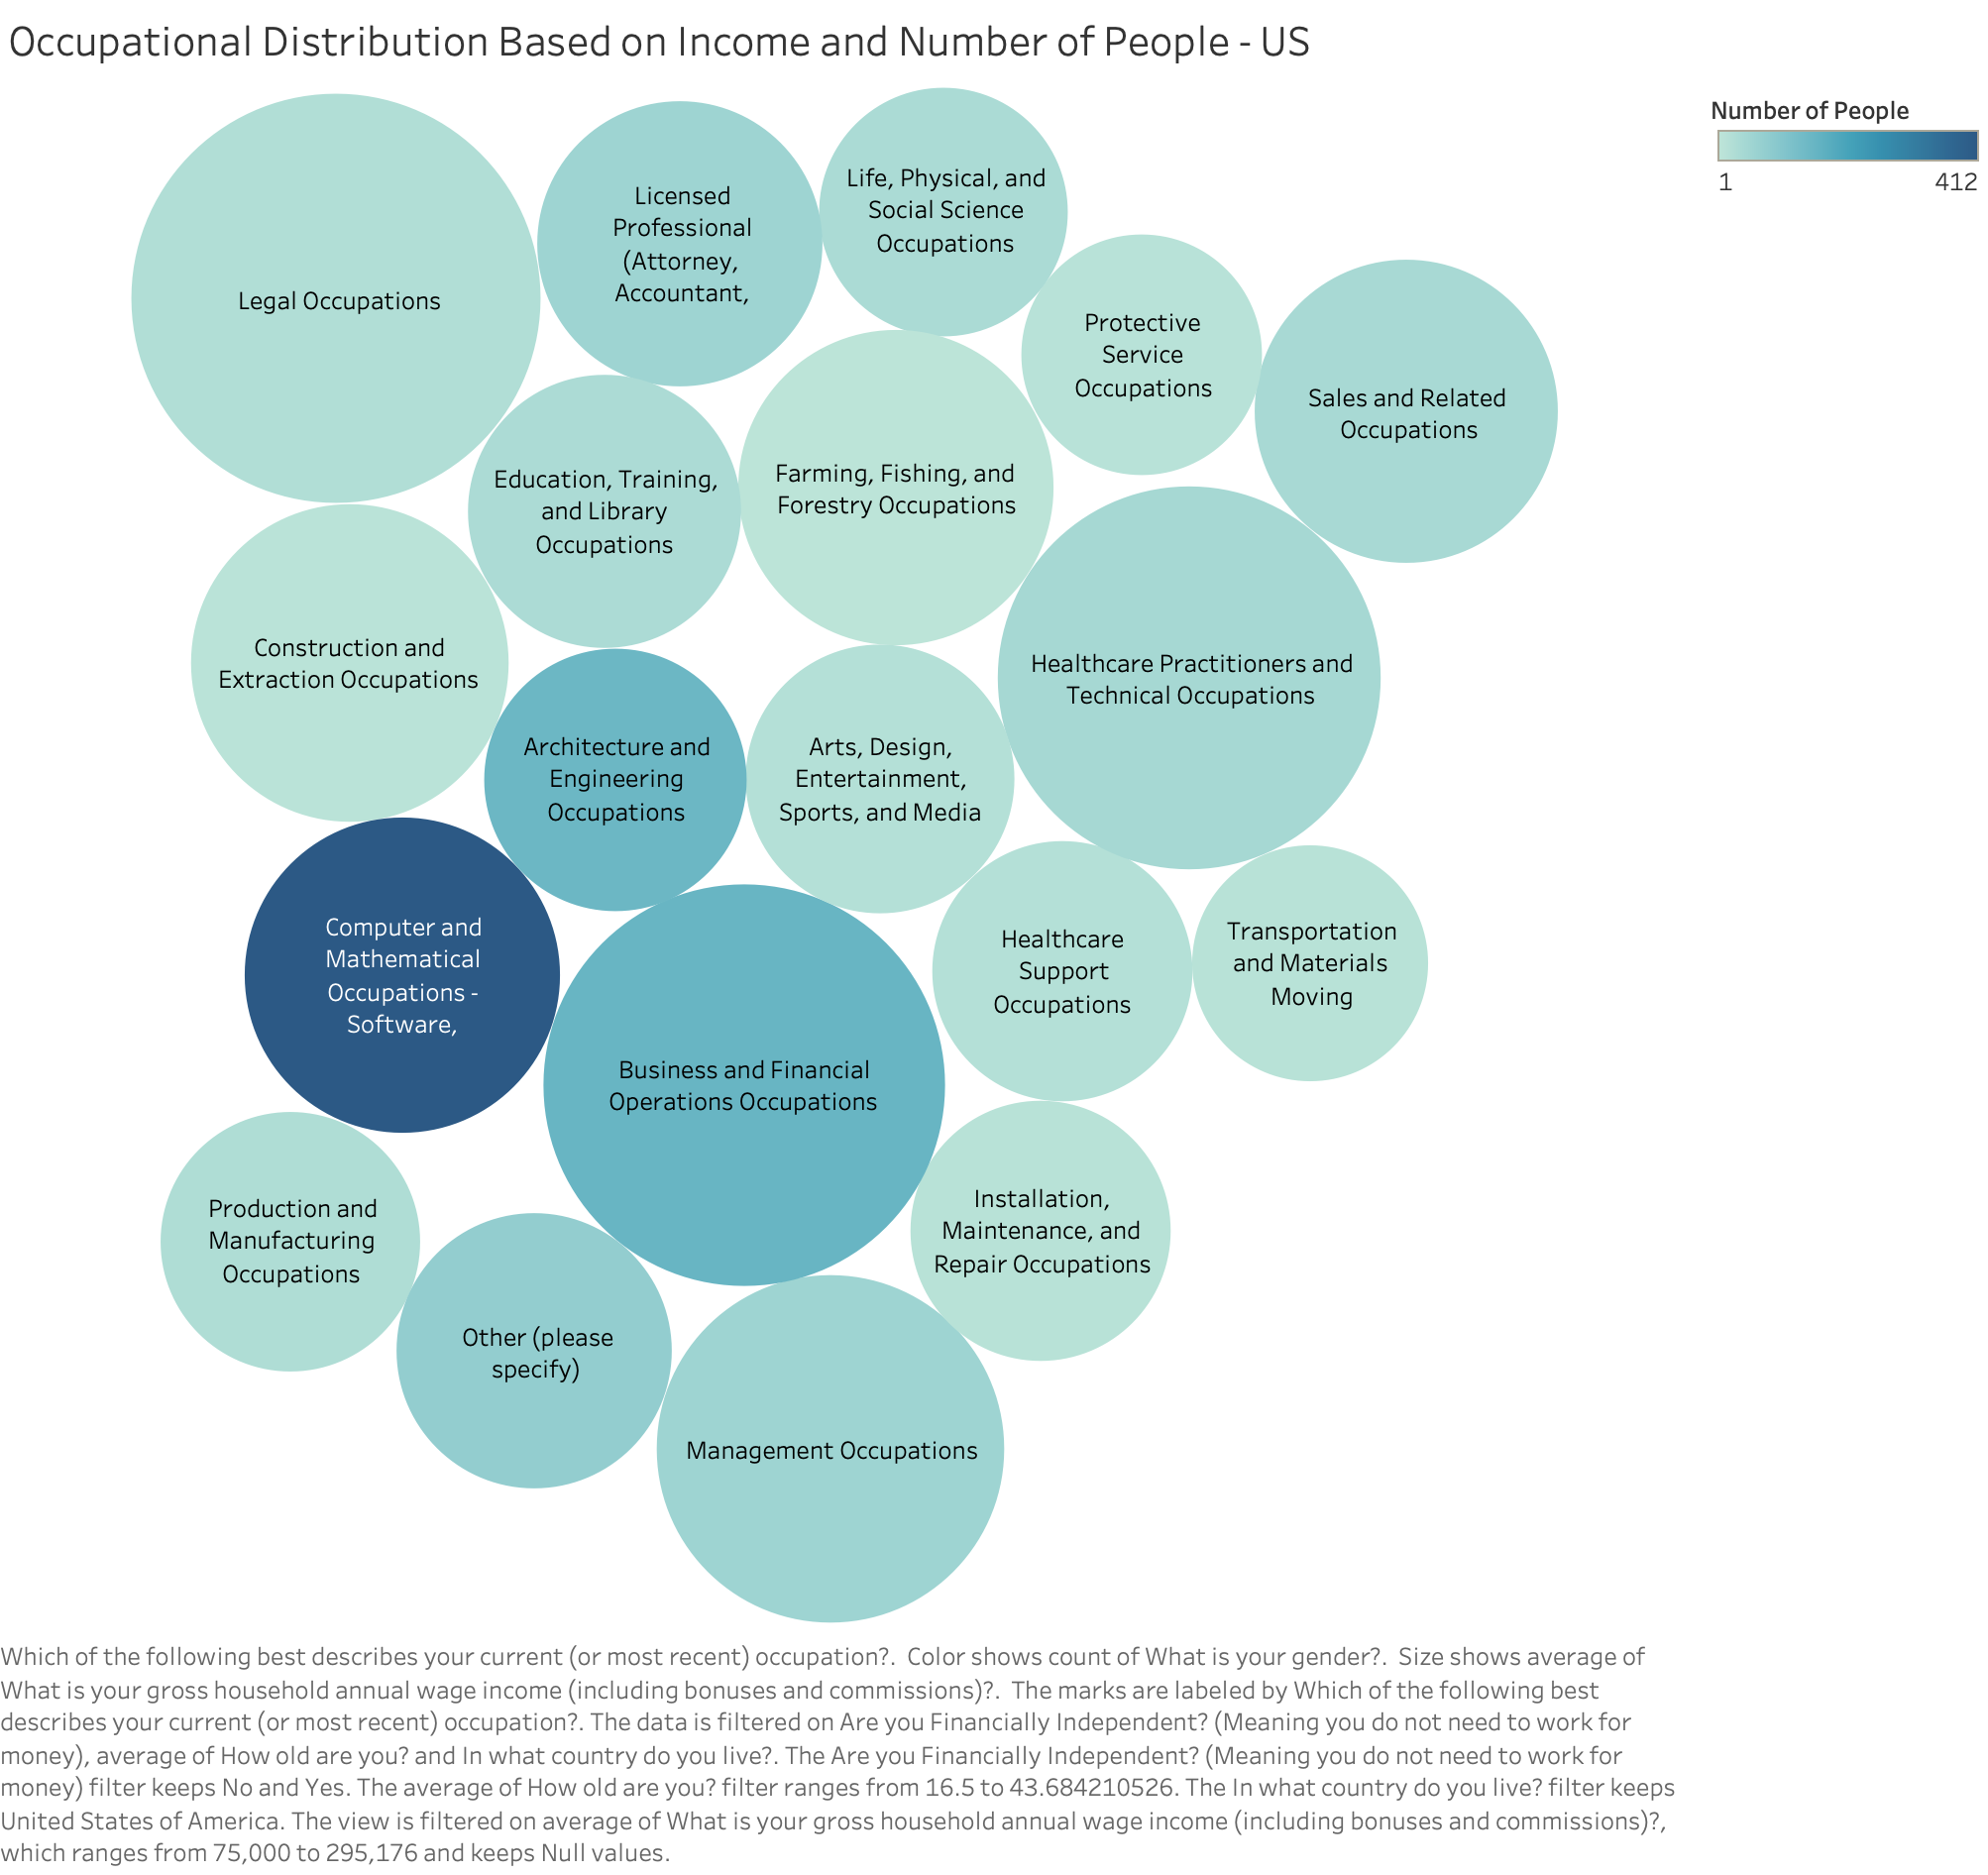 Occupational Distribution Based on Income and Number of People - US
Number of People
1
412
Legal Occupations
Licensed
Professional
(Attorney,
Accountant,
Life, Physical, and
Social Science
Occupations
Protective
Service
Occupations
Sales and Related
Occupations
Education, Training,
and Library
Occupations
Farming, Fishing, and
Forestry Occupations
Construction and
Extraction Occupations
Healthcare Practitioners and
Technical Occupations
Architecture and
Engineering
Occupations
Arts, Design,
Entertainment,
Sports, and Media
Computer and
Mathematical
Occupations -
Software,
Healthcare
Support
Occupations
Transportation
and Materials
Moving
Business and Financial
Operations Occupations
Production and
Manufacturing
Occupations
Installation,
Maintenance, and
Repair Occupations
Other (please
specify)
Management Occupations
Which of the following best describes your current (or most recent) occupation?.  Color shows count of What is your gender?.  Size shows average of
What is your gross household annual wage income (including bonuses and commissions)?.  The marks are labeled by Which of the following best
describes your current (or most recent) occupation?. The data is filtered on Are you Financially Independent? (Meaning you do not need to work for
money), average of How old are you? and In what country do you live?. The Are you Financially Independent? (Meaning you do not need to work for
money) filter keeps No and Yes. The average of How old are you? filter ranges from 16.5 to 43.684210526. The In what country do you live? filter keeps
United States of America. The view is filtered on average of What is your gross household annual wage income (including bonuses and commissions)?,
which ranges from 75,000 to 295,176 and keeps Null values.